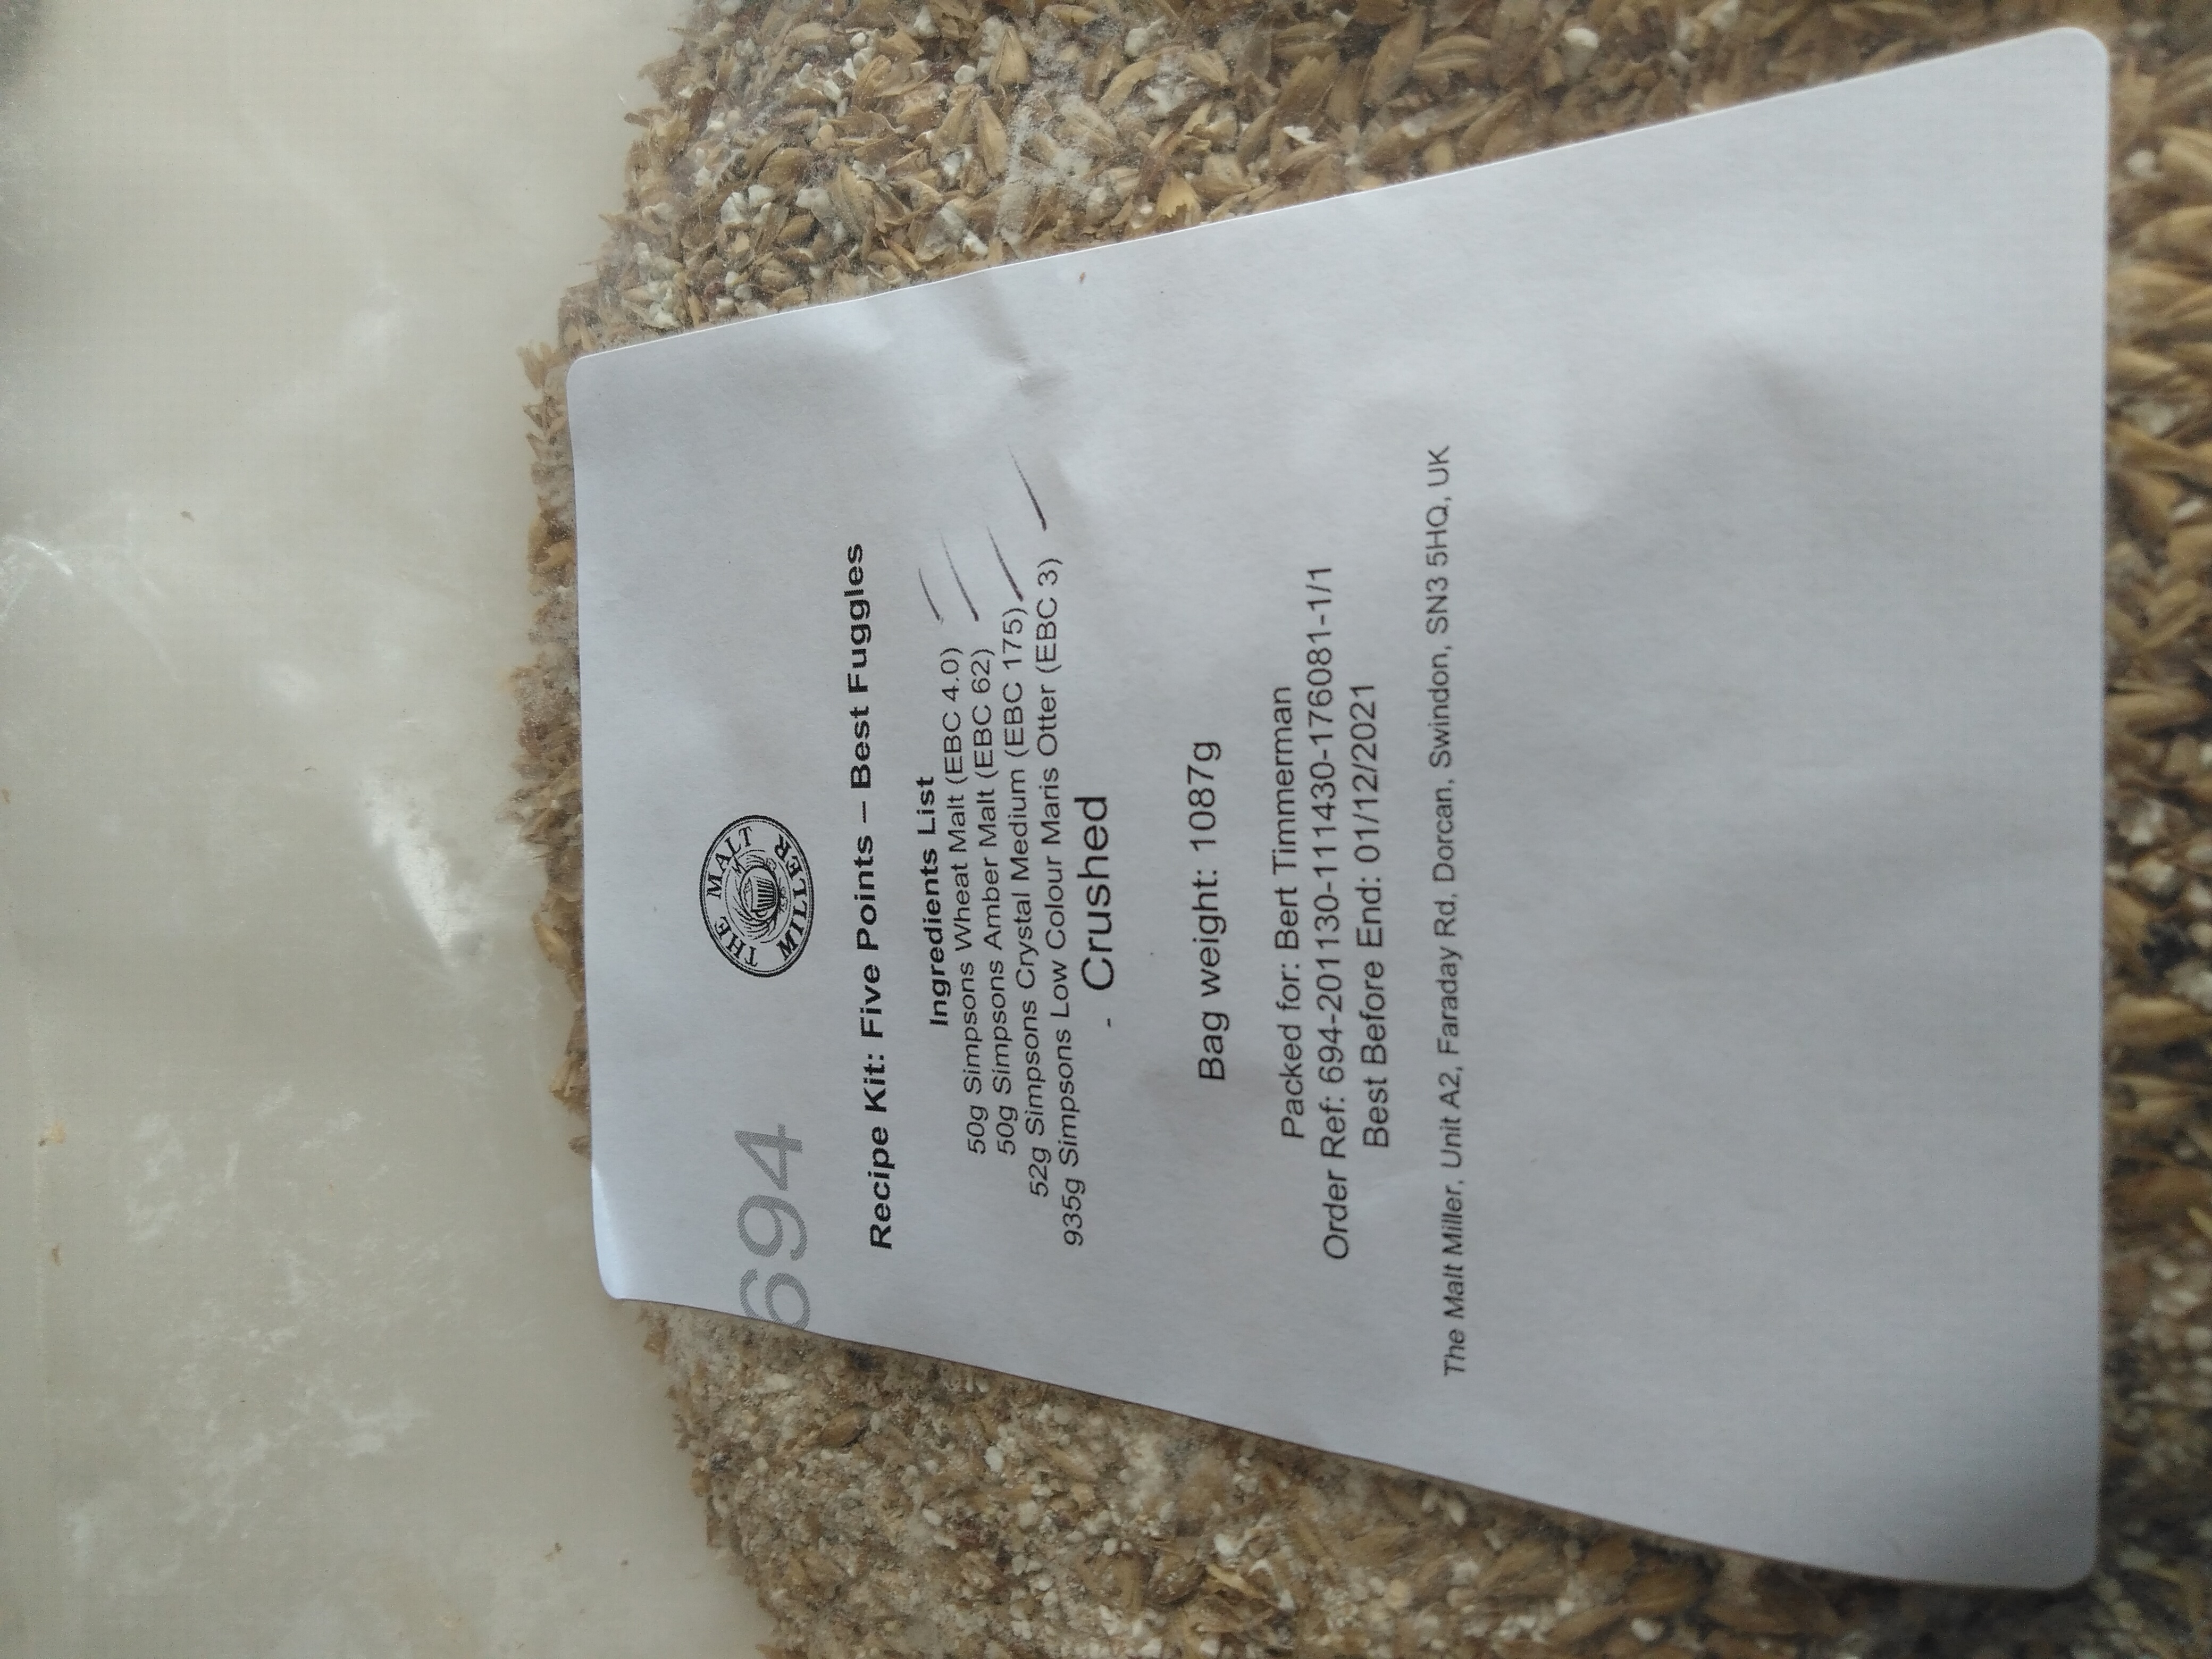 694
THE MALT
MILLER
Recipe Kit: Five Points – Best Fuggles
Ingredients List
50g Simpsons Wheat Malt (EBC 4.0)
50g Simpsons Amber Malt (EBC 62)
52g Simpsons Crystal Medium (EBC 175)
935g Simpsons Low Colour Maris Otter (EBC 3)
- Crushed
Bag weight: 1087g
Packed for: Bert Timmerman
Order Ref: 694-201130-111430-176081-1/1
Best Before End: 01/12/2021
The Malt Miller, Unit A2, Faraday Rd, Dorcan, Swindon, SN3 5HQ, UK